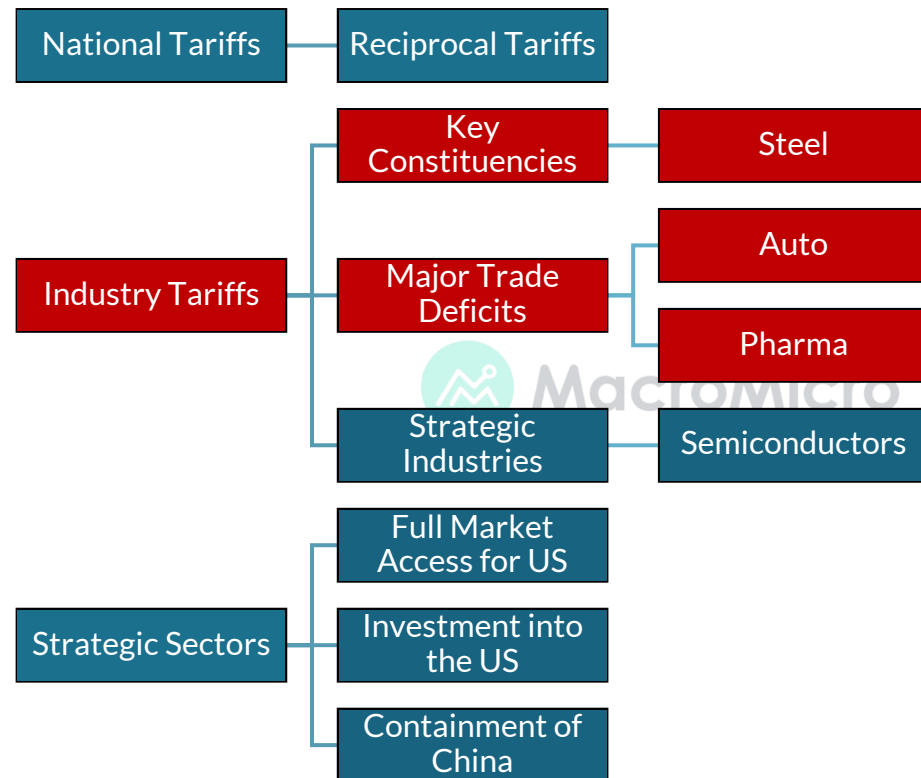 National Tariffs
Reciprocal Tariffs
Industry Tariffs
Key
Constituencies
Steel
Major Trade
Deficits
Auto
Pharma
Strategic
Industries
Semiconductors
MacroMicro
Strategic Sectors
Full Market
Access for US
Investment into
the US
Containment of
China